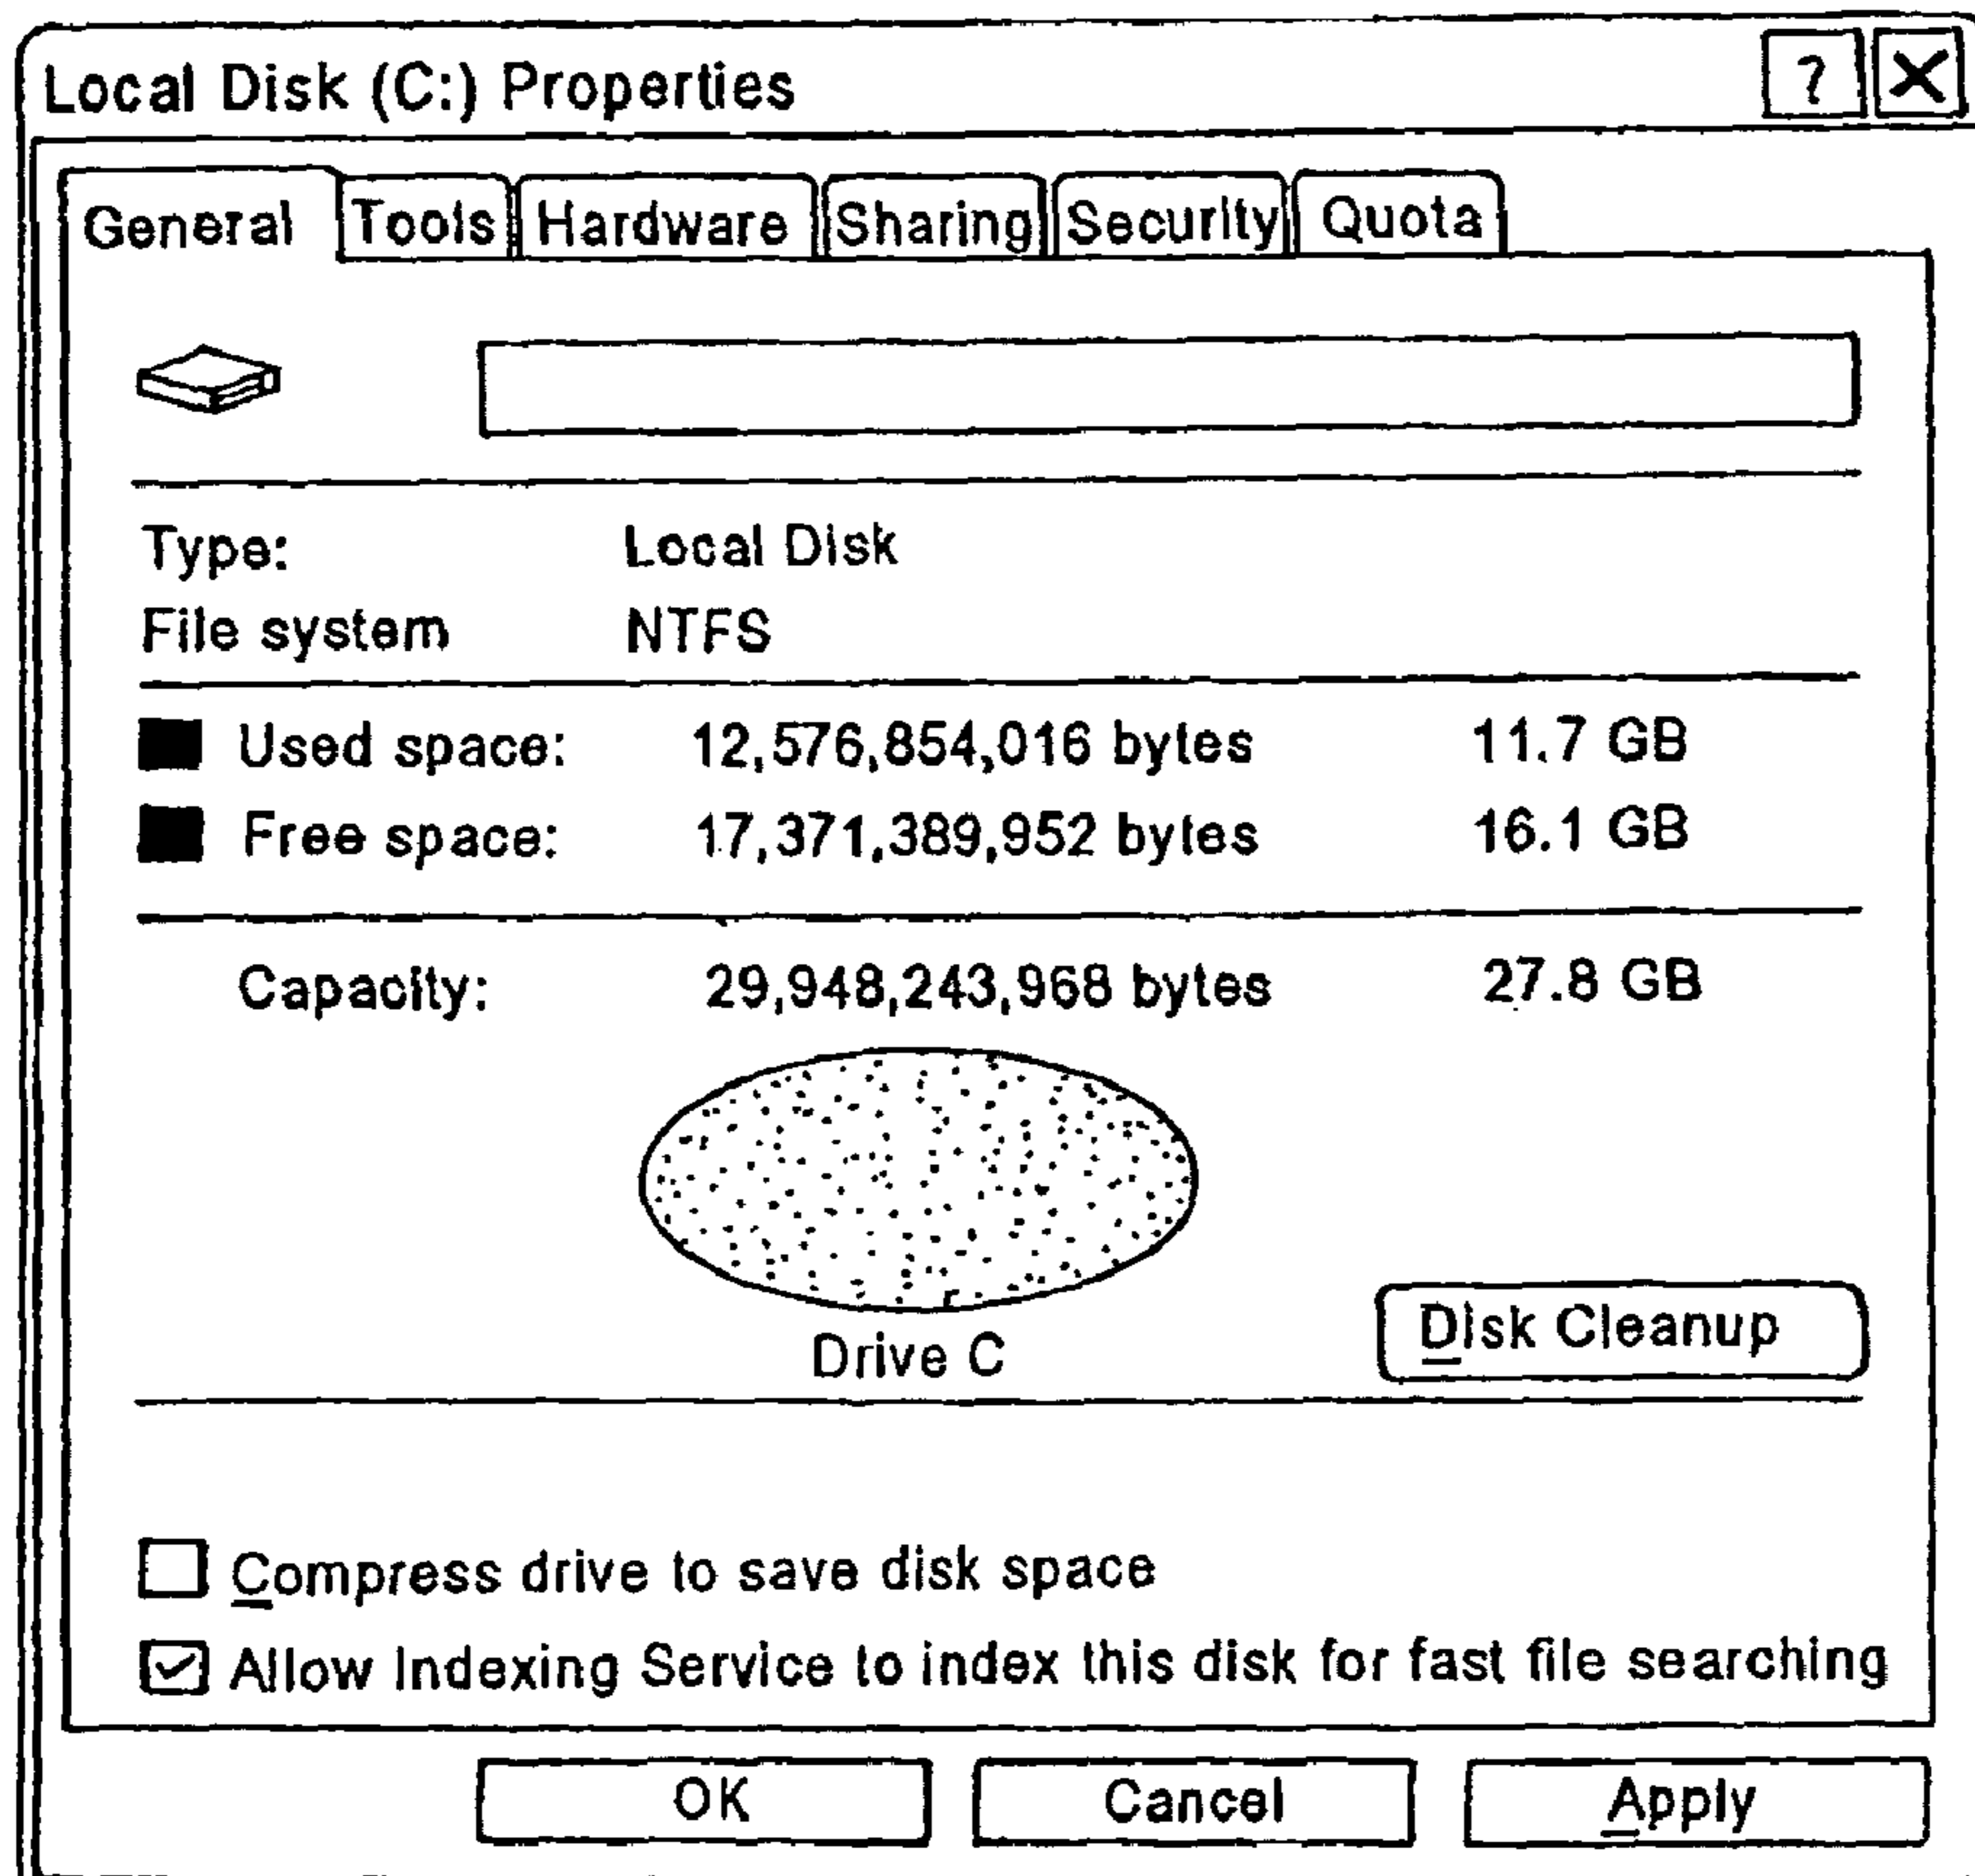 Local Disk (C:) Properties ? X
General Tools Hardware Sharing Security Quota
Type: Local Disk
File system NTFS
Used space: 12,576,854,016 bytes 11.7 GB
Free space: 17,371,389,952 bytes 16.1 GB
Capacity: 29,948,243,968 bytes 27.8 GB
Drive C
Disk Cleanup
Compress drive to save disk space
Allow Indexing Service to index this disk for fast file searching
OK Cancel Apply